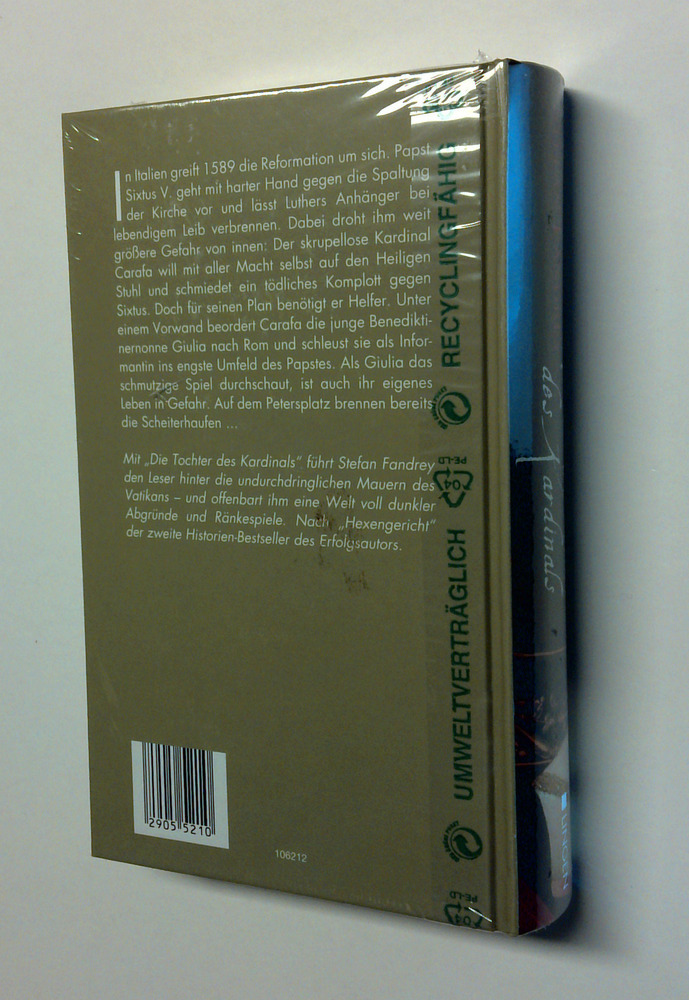 In Italien greift 1589 die Reformation um sich. Papst
Sixtus V. geht mit harter Hand gegen die Spaltung
der Kirche vor und lässt Luthers Anhänger bei
lebendigem Leib verbrennen. Dabei droht ihm weit
größere Gefahr von innen: Der skrupellose Kardinal
Carafa will mit aller Macht selbst auf den Heiligen
Stuhl und schmiedet ein tödliches Komplott gegen
Sixtus. Doch für seinen Plan benötigt er Helfer. Unter
einem Vorwand beordert Carafa die junge Benedikti-
nernonne Giulia nach Rom und schleust sie als Infor-
mantin ins engste Umfeld des Papstes. Als Giulia das
schmutzige Spiel durchschaut, ist auch ihr eigenes
Leben in Gefahr. Auf dem Petersplatz brennen bereits
die Scheiterhaufen ...
Mit „Die Tochter des Kardinals“ führt Stefan Fandrey
den Leser hinter die undurchdringlichen Mauern des
Vatikans – und offenbart ihm eine Welt voll dunkler
Abgründe und Ränkespiele. Nach „Hexengericht“
der zweite Historien-Bestseller des Erfolgsautors.
2905 5210
106212
UMWELTVERTRÄGLICH
RECYCLINGFÄHIG
PE-LD
des Kardinals
LINGEN